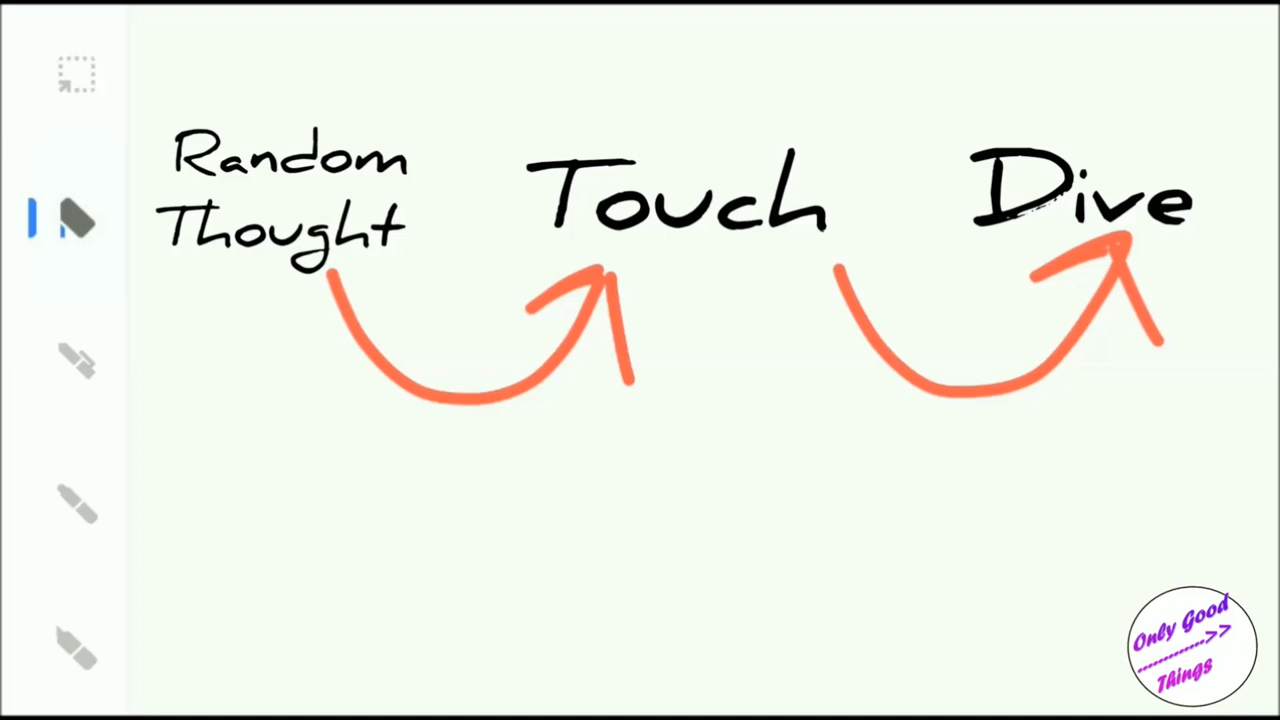 Random
Thought
Touch
Dive
Only Good
------------>>
Things